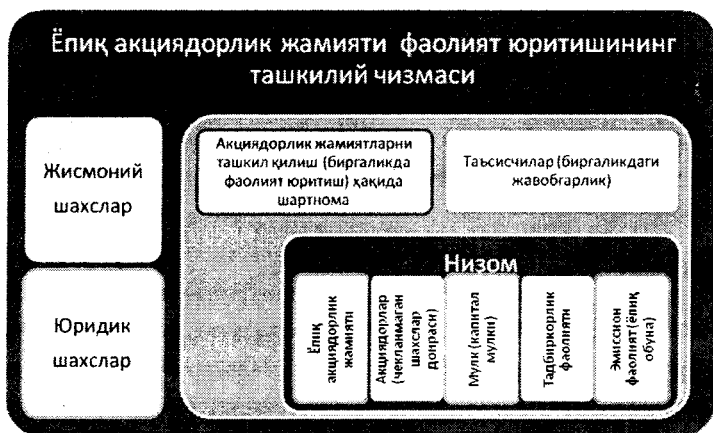 Ёпиқ акциядорлик жамияти фаолият юритишининг
ташкилий чизмаси
Жисмоний
шахслар
Юридик
шахслар
Акциядорлик жамиятларни
ташкил қилиш (биргаликда
фаолият юритиш) ҳақида
шартнома
Таъсисчилар (биргаликдаги
жавобгарлик)
Низом
Ёпиқ
акциядорлик
жамияти
Акциядорлар
(чекланмаган
шахслар
доираси)
Мулк (капитал
мулки)
Тадбиркорлик
фаолияти
Эмиссион
фаолият (ёпиқ
обуна)